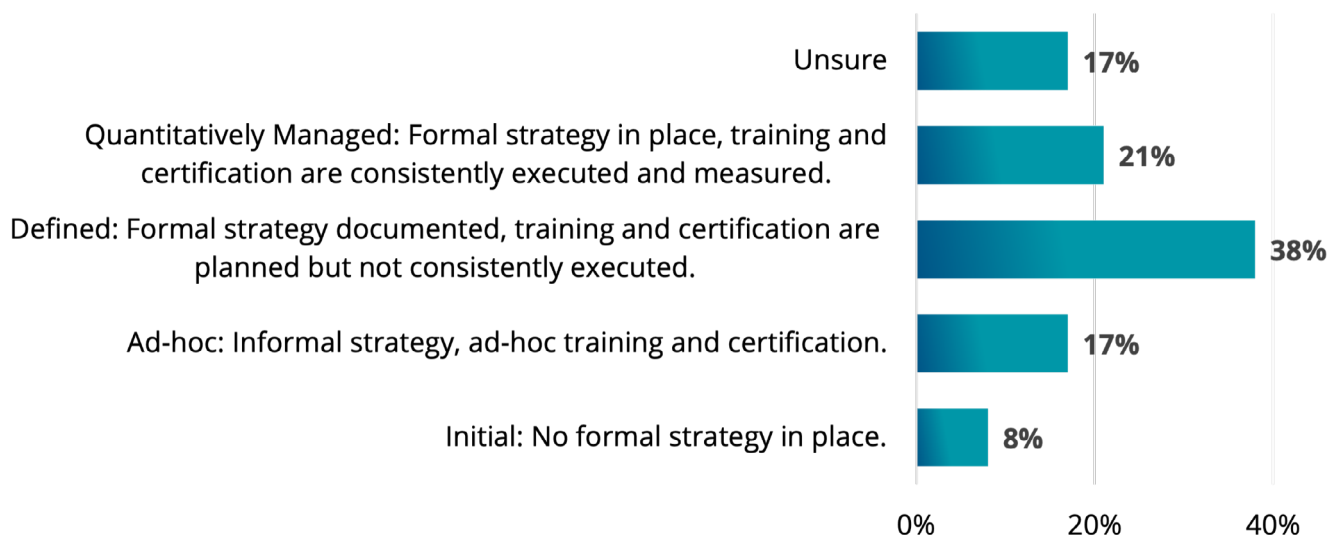 Unsure
17%
Quantitatively Managed: Formal strategy in place, training and
certification are consistently executed and measured.
21%
Defined: Formal strategy documented, training and certification are
planned but not consistently executed.
38%
Ad-hoc: Informal strategy, ad-hoc training and certification.
17%
Initial: No formal strategy in place.
8%
0%
20%
40%